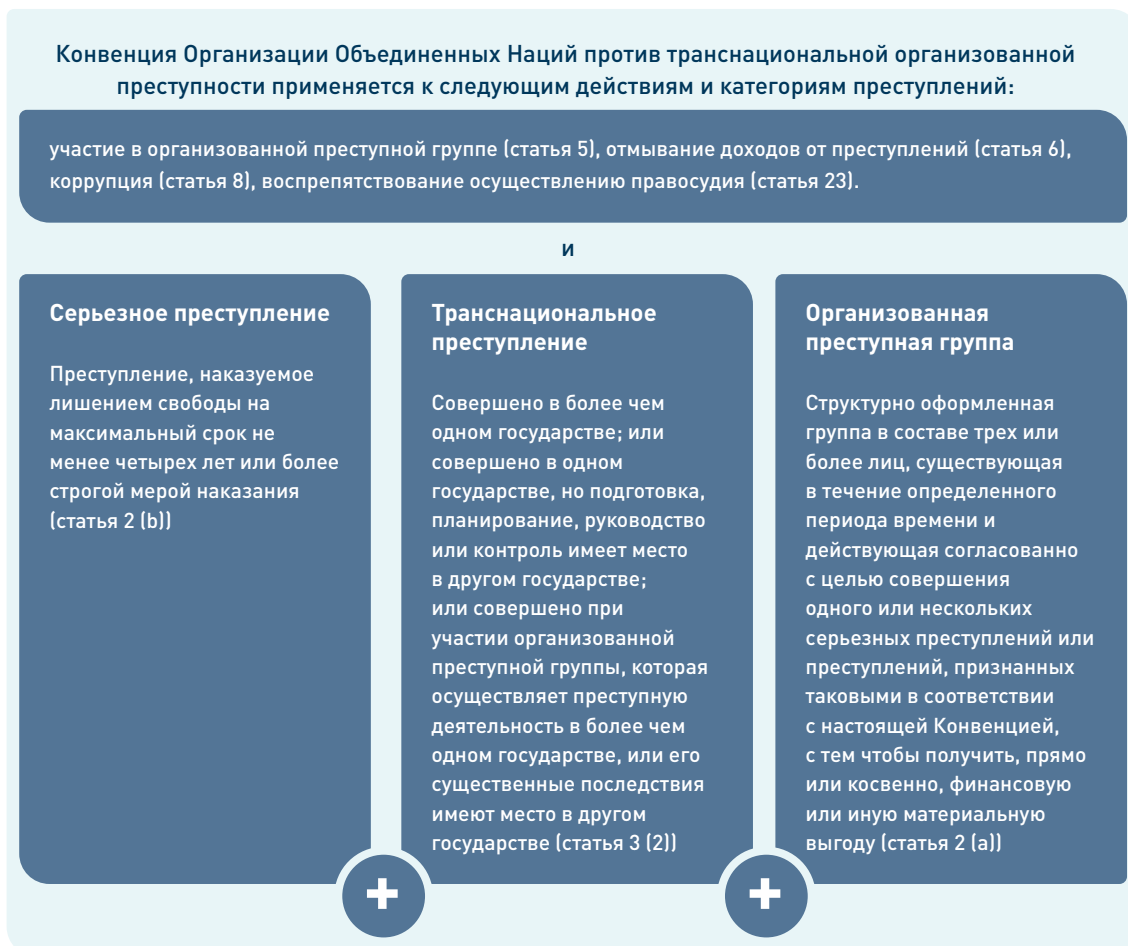 Конвенция Организации Объединенных Наций против транснациональной организованной
преступности применяется к следующим действиям и категориям преступлений:
участие в организованной преступной группе (статья 5), отмывание доходов от преступлений (статья 6),
коррупция (статья 8), воспрепятствование осуществлению правосудия (статья 23).
и
Серьезное преступление
Преступление, наказуемое
лишением свободы на
максимальный срок не
менее четырех лет или более
строгой мерой наказания
(статья 2 (b))
Транснациональное
преступление
Совершено в более чем
одном государстве; или
совершено в одном
государстве, но подготовка,
планирование, руководство
или контроль имеет место
в другом государстве;
или совершено при
участии организованной
преступной группы, которая
осуществляет преступную
деятельность в более чем
одном государстве, или его
существенные последствия
имеют место в другом
государстве (статья 3 (2))
Организованная
преступная группа
Структурно оформленная
группа в составе трех или
более лиц, существующая
в течение определенного
периода времени и
действующая согласованно
с целью совершения
одного или нескольких
серьезных преступлений или
преступлений, признанных
таковыми в соответствии
с настоящей Конвенцией,
с тем чтобы получить, прямо
или косвенно, финансовую
или иную материальную
выгоду (статья 2 (a))
+
+